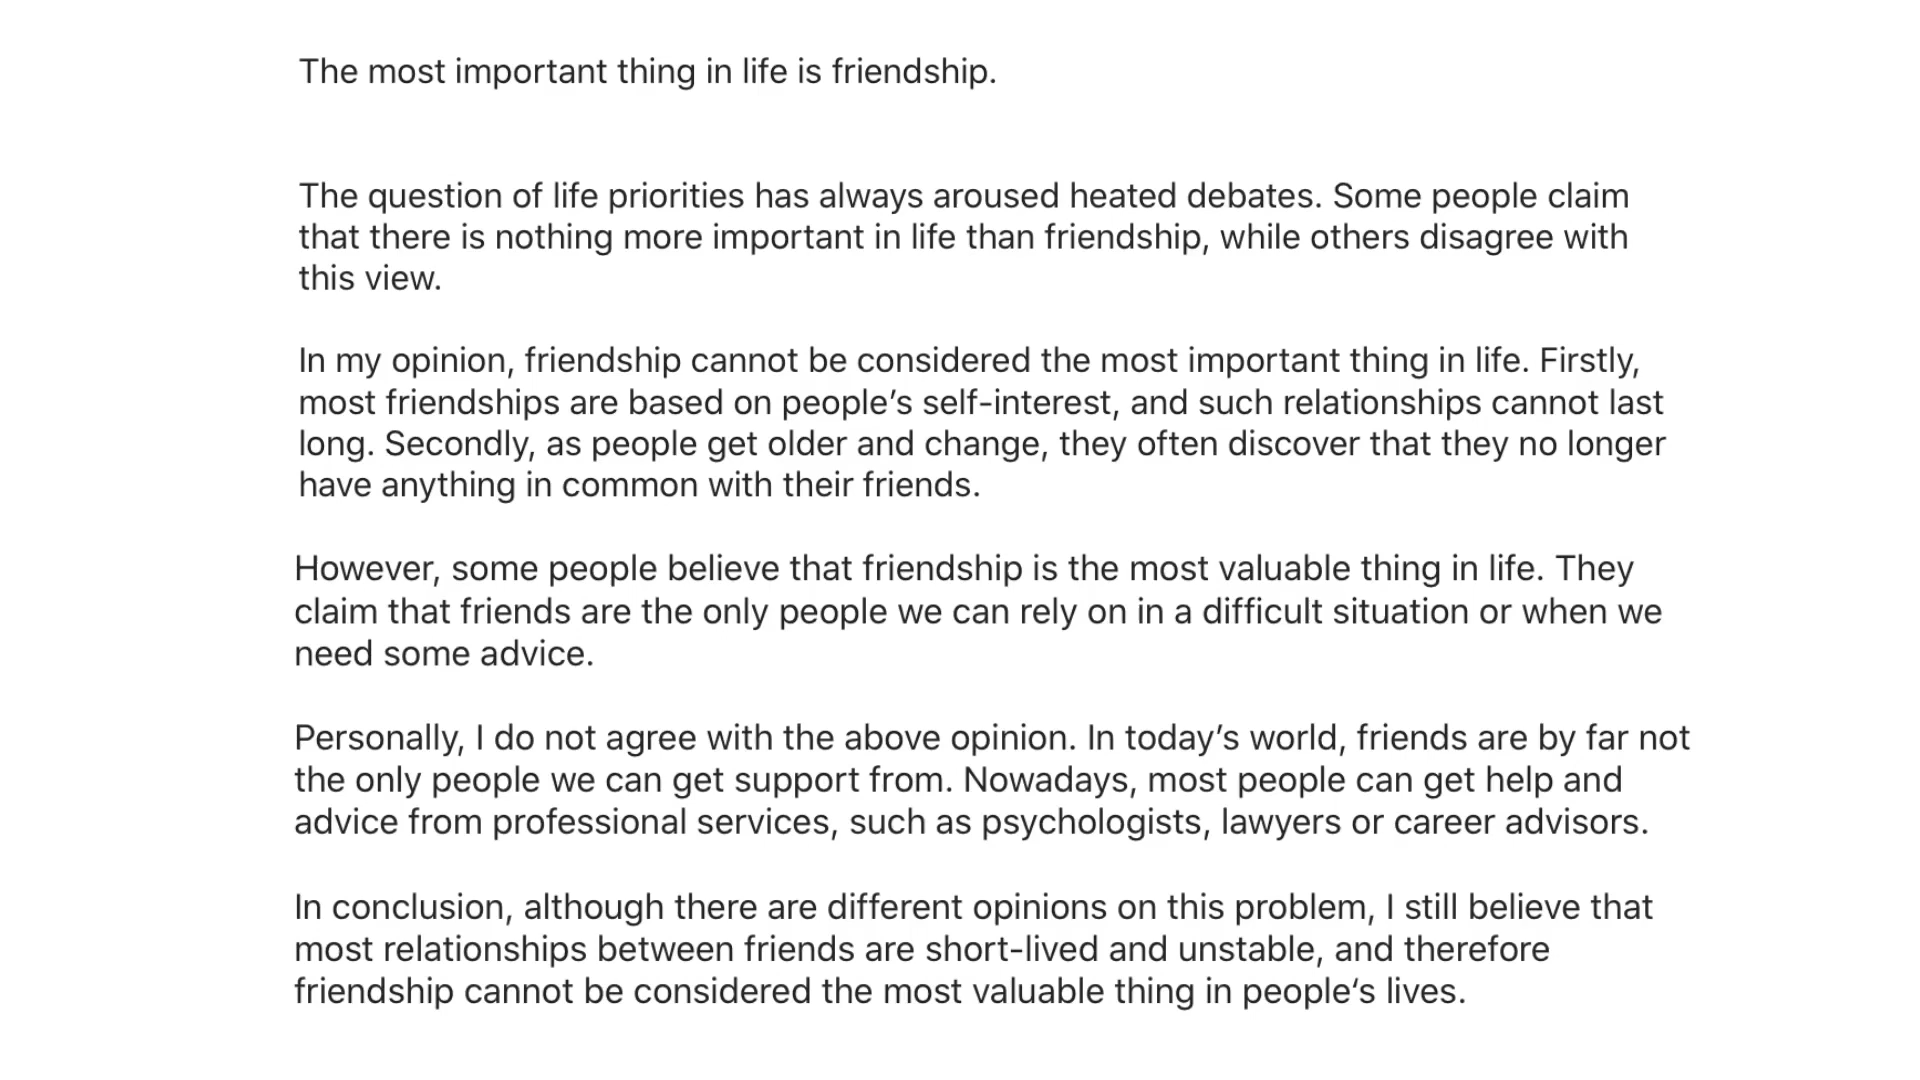 The most important thing in life is friendship.
The question of life priorities has always aroused heated debates. Some people claim
that there is nothing more important in life than friendship, while others disagree with
this view.
In my opinion, friendship cannot be considered the most important thing in life. Firstly,
most friendships are based on people’s self-interest, and such relationships cannot last
long. Secondly, as people get older and change, they often discover that they no longer
have anything in common with their friends.
However, some people believe that friendship is the most valuable thing in life. They
claim that friends are the only people we can rely on in a difficult situation or when we
need some advice.
Personally, I do not agree with the above opinion. In today’s world, friends are by far not
the only people we can get support from. Nowadays, most people can get help and
advice from professional services, such as psychologists, lawyers or career advisors.
In conclusion, although there are different opinions on this problem, I still believe that
most relationships between friends are short-lived and unstable, and therefore
friendship cannot be considered the most valuable thing in people‘s lives.